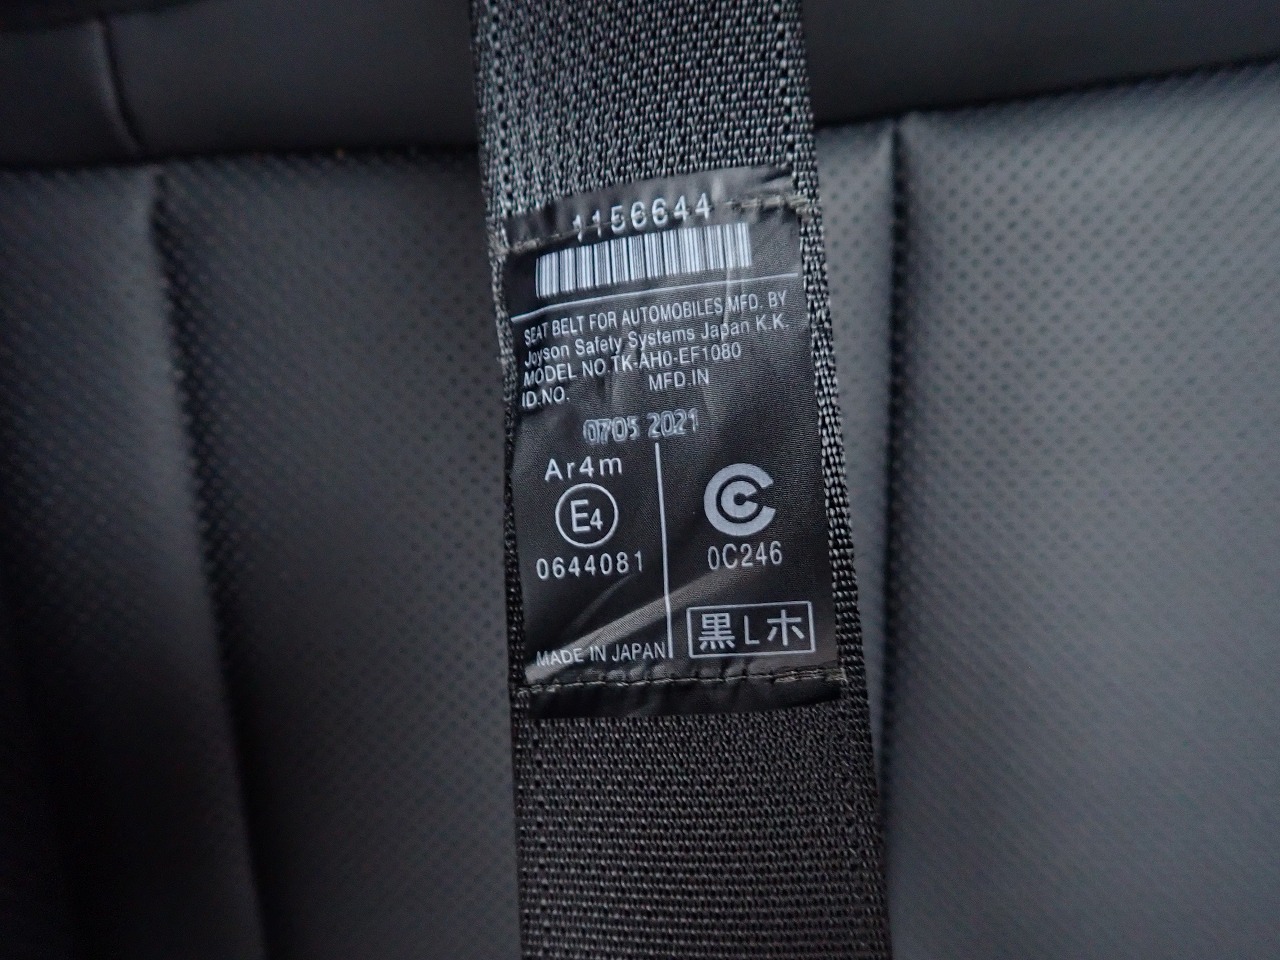 1156644
SEAT BELT FOR AUTOMOBILES MFD. BY
Joyson Safety Systems Japan K.K.
MODEL NO.TK-AH0-EF1080
ID.NO. MFD.IN
0705 2021
Ar4m
E4
0644081
0C246
MADE IN JAPAN
黒Lホ